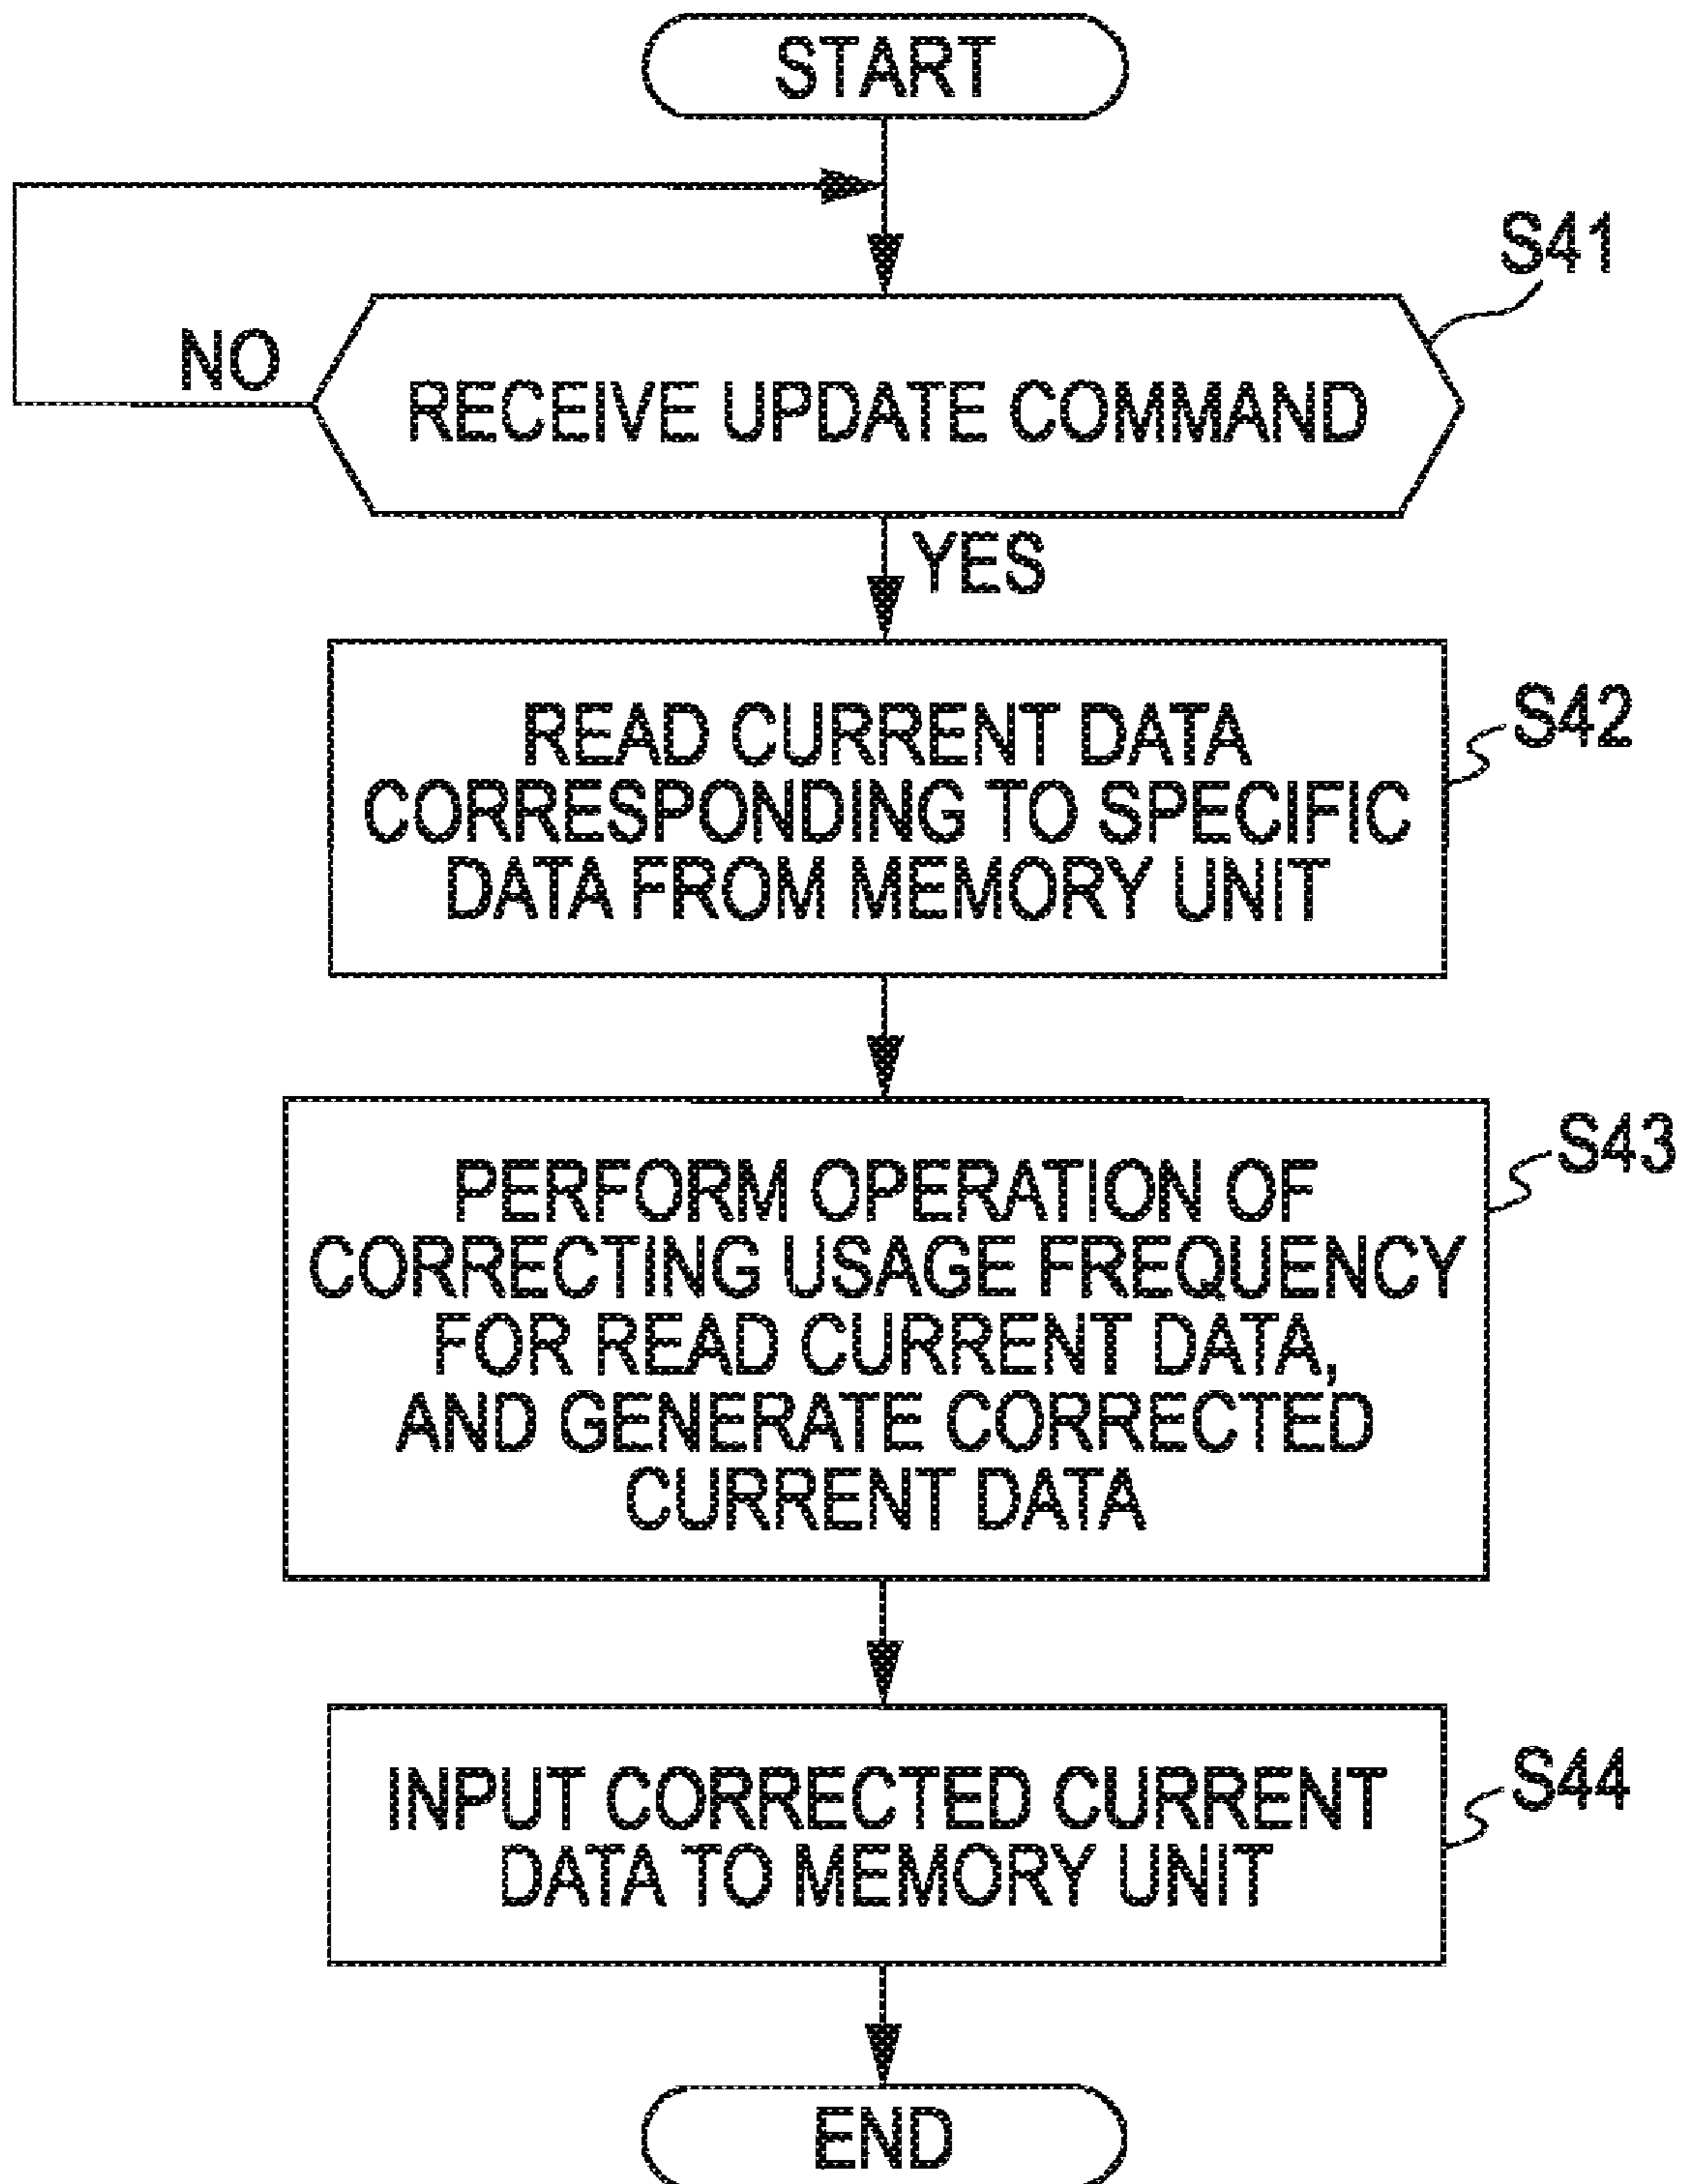 START
S41
NO
RECEIVE UPDATE COMMAND
YES
READ CURRENT DATA
CORRESPONDING TO SPECIFIC
DATA FROM MEMORY UNIT
S42
PERFORM OPERATION OF
CORRECTING USAGE FREQUENCY
FOR READ CURRENT DATA,
AND GENERATE CORRECTED
CURRENT DATA
S43
INPUT CORRECTED CURRENT
DATA TO MEMORY UNIT
S44
END